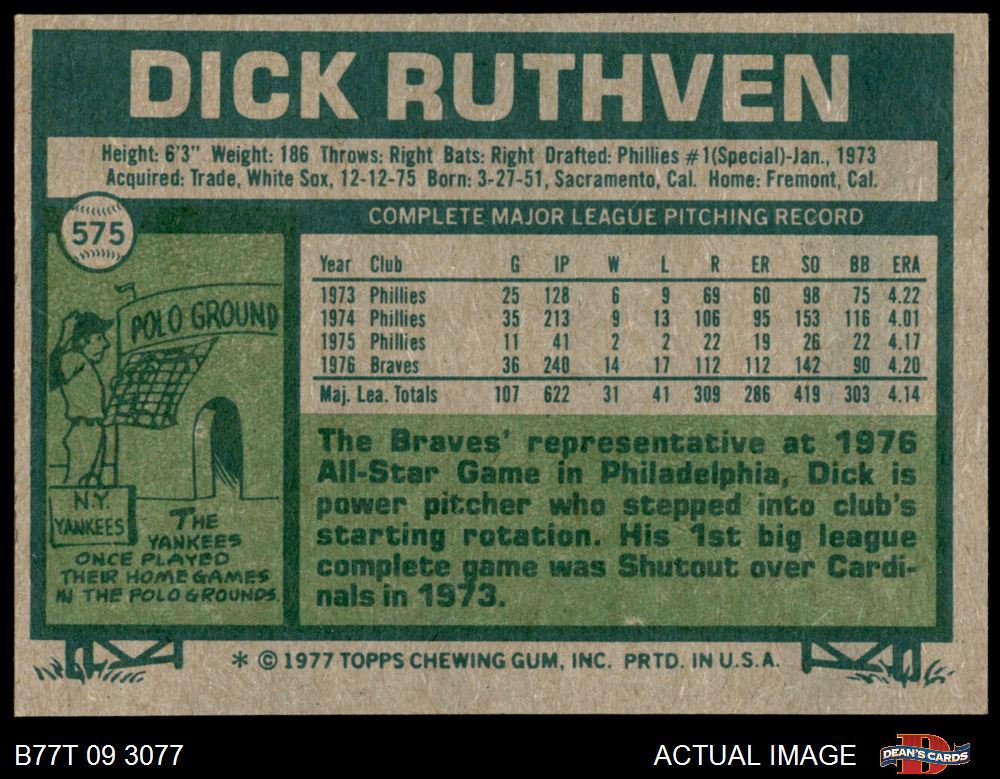 DICK RUTHVEN
Height: 6'3" Weight: 186 Throws: Right Bats: Right Drafted: Phillies #1(Special)-Jan., 1973
Acquired: Trade, White Sox, 12-12-75 Born: 3-27-51, Sacramento, Cal. Home: Fremont, Cal.
575
COMPLETE MAJOR LEAGUE PITCHING RECORD
Year Club G IP W L R ER SO BB ERA
1973 Phillies 25 128 6 9 69 60 98 75 4.22
1974 Phillies 35 213 9 13 106 95 153 116 4.01
1975 Phillies 11 41 2 2 22 19 26 22 4.17
1976 Braves 36 240 14 17 112 112 142 90 4.20
Maj. Lea. Totals 107 622 31 41 309 286 419 303 4.14
POLO GROUND
N.Y.
YANKEES
THE
YANKEES
ONCE PLAYED
THEIR HOME GAMES
IN THE POLO GROUNDS.
The Braves' representative at 1976
All-Star Game in Philadelphia, Dick is
power pitcher who stepped into club's
starting rotation. His 1st big league
complete game was Shutout over Cardi-
nals in 1973.
* © 1977 TOPPS CHEWING GUM, INC. PRTD. IN U.S.A.
B77T 09 3077
ACTUAL IMAGE
D
DEAN'S CARDS